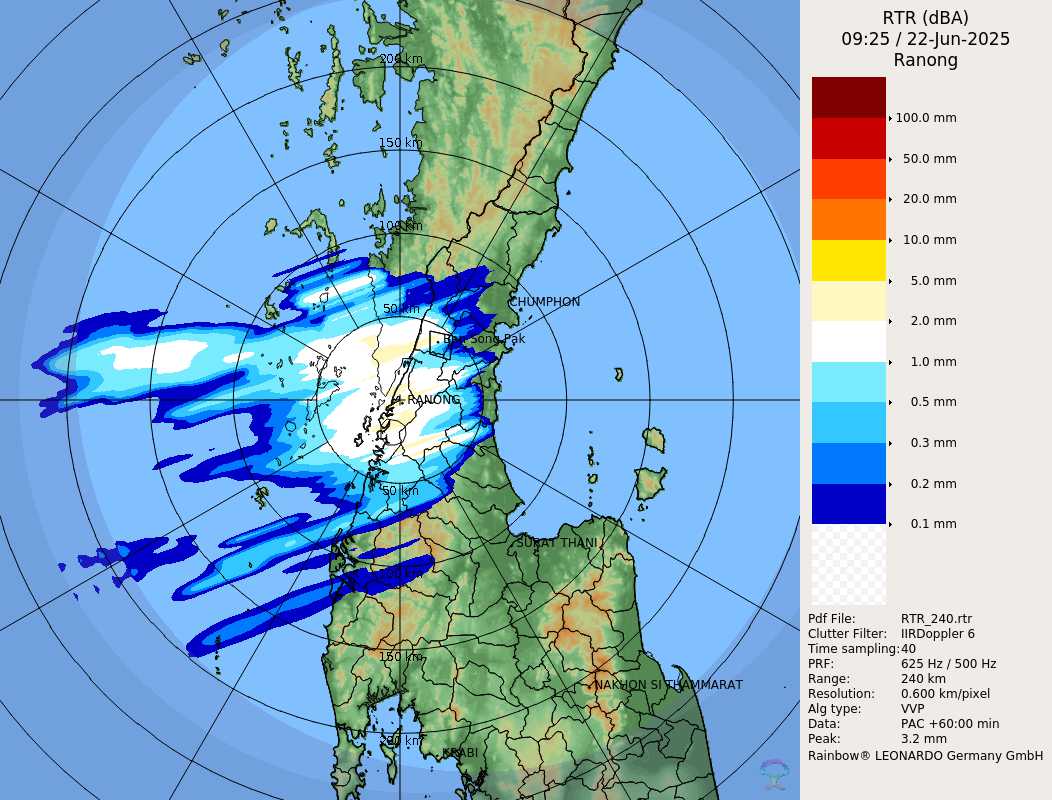 RTR (dBA)
09:25 / 22-Jun-2025
Ranong
100.0 mm
50.0 mm
20.0 mm
10.0 mm
5.0 mm
2.0 mm
1.0 mm
0.5 mm
0.3 mm
0.2 mm
0.1 mm
Pdf File: RTR_240.rtr
Clutter Filter: IIRDoppler 6
Time sampling: 40
PRF: 625 Hz / 500 Hz
Range: 240 km
Resolution: 0.600 km/pixel
Alg type: VVP
Data: PAC +60:00 min
Peak: 3.2 mm
Rainbow® LEONARDO Germany GmbH
200 km
150 km
100 km
CHUMPHON
50 km
Ban Song Pak
RANONG
50 km
SURAT THANI
150 km
NAKHON SI THAMMARAT
200 km
KRABI